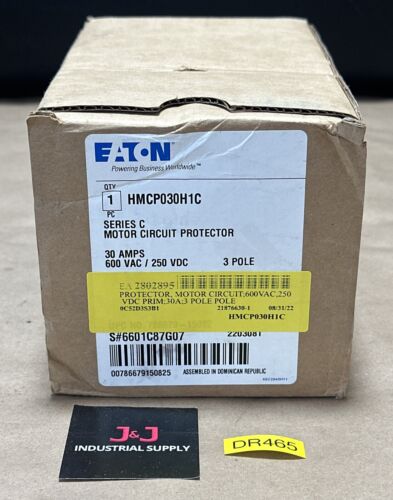 EATON
Powering Business Worldwide™
QTY
1
PC
HMCP030H1C
SERIES C
MOTOR CIRCUIT PROTECTOR
30 AMPS
600 VAC / 250 VDC 3 POLE
EA 2802895
PROTECTOR, MOTOR CIRCUIT;600VAC,250
VDC PRIM;30A;3 POLE POLE
0C52D3S3B1 21876630-1 08/31/22
HMCP030H1C
S#6601C87G07 2203081
00786679150825 ASSEMBLED IN DOMINICAN REPUBLIC
J&J
INDUSTRIAL SUPPLY
DR465